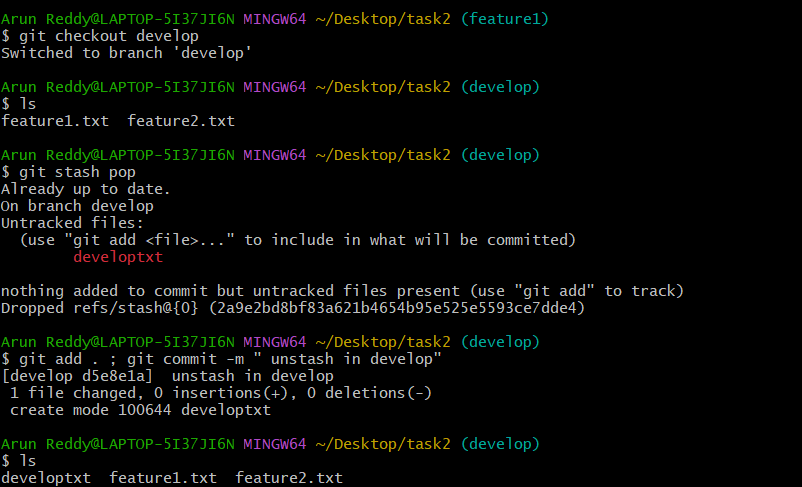 Arun Reddy@LAPTOP-5I37JI6N MINGW64 ~/Desktop/task2 (feature1)
$ git checkout develop
Switched to branch 'develop'
Arun Reddy@LAPTOP-5I37JI6N MINGW64 ~/Desktop/task2 (develop)
$ ls
feature1.txt  feature2.txt
Arun Reddy@LAPTOP-5I37JI6N MINGW64 ~/Desktop/task2 (develop)
$ git stash pop
Already up to date.
On branch develop
Untracked files:
  (use "git add <file>..." to include in what will be committed)
        developtxt
nothing added to commit but untracked files present (use "git add" to track)
Dropped refs/stash@{0} (2a9e2bd8bf83a621b4654b95e525e5593ce7dde4)
Arun Reddy@LAPTOP-5I37JI6N MINGW64 ~/Desktop/task2 (develop)
$ git add . ; git commit -m " unstash in develop"
[develop d5e8e1a]  unstash in develop
 1 file changed, 0 insertions(+), 0 deletions(-)
 create mode 100644 developtxt
Arun Reddy@LAPTOP-5I37JI6N MINGW64 ~/Desktop/task2 (develop)
$ ls
developtxt  feature1.txt  feature2.txt